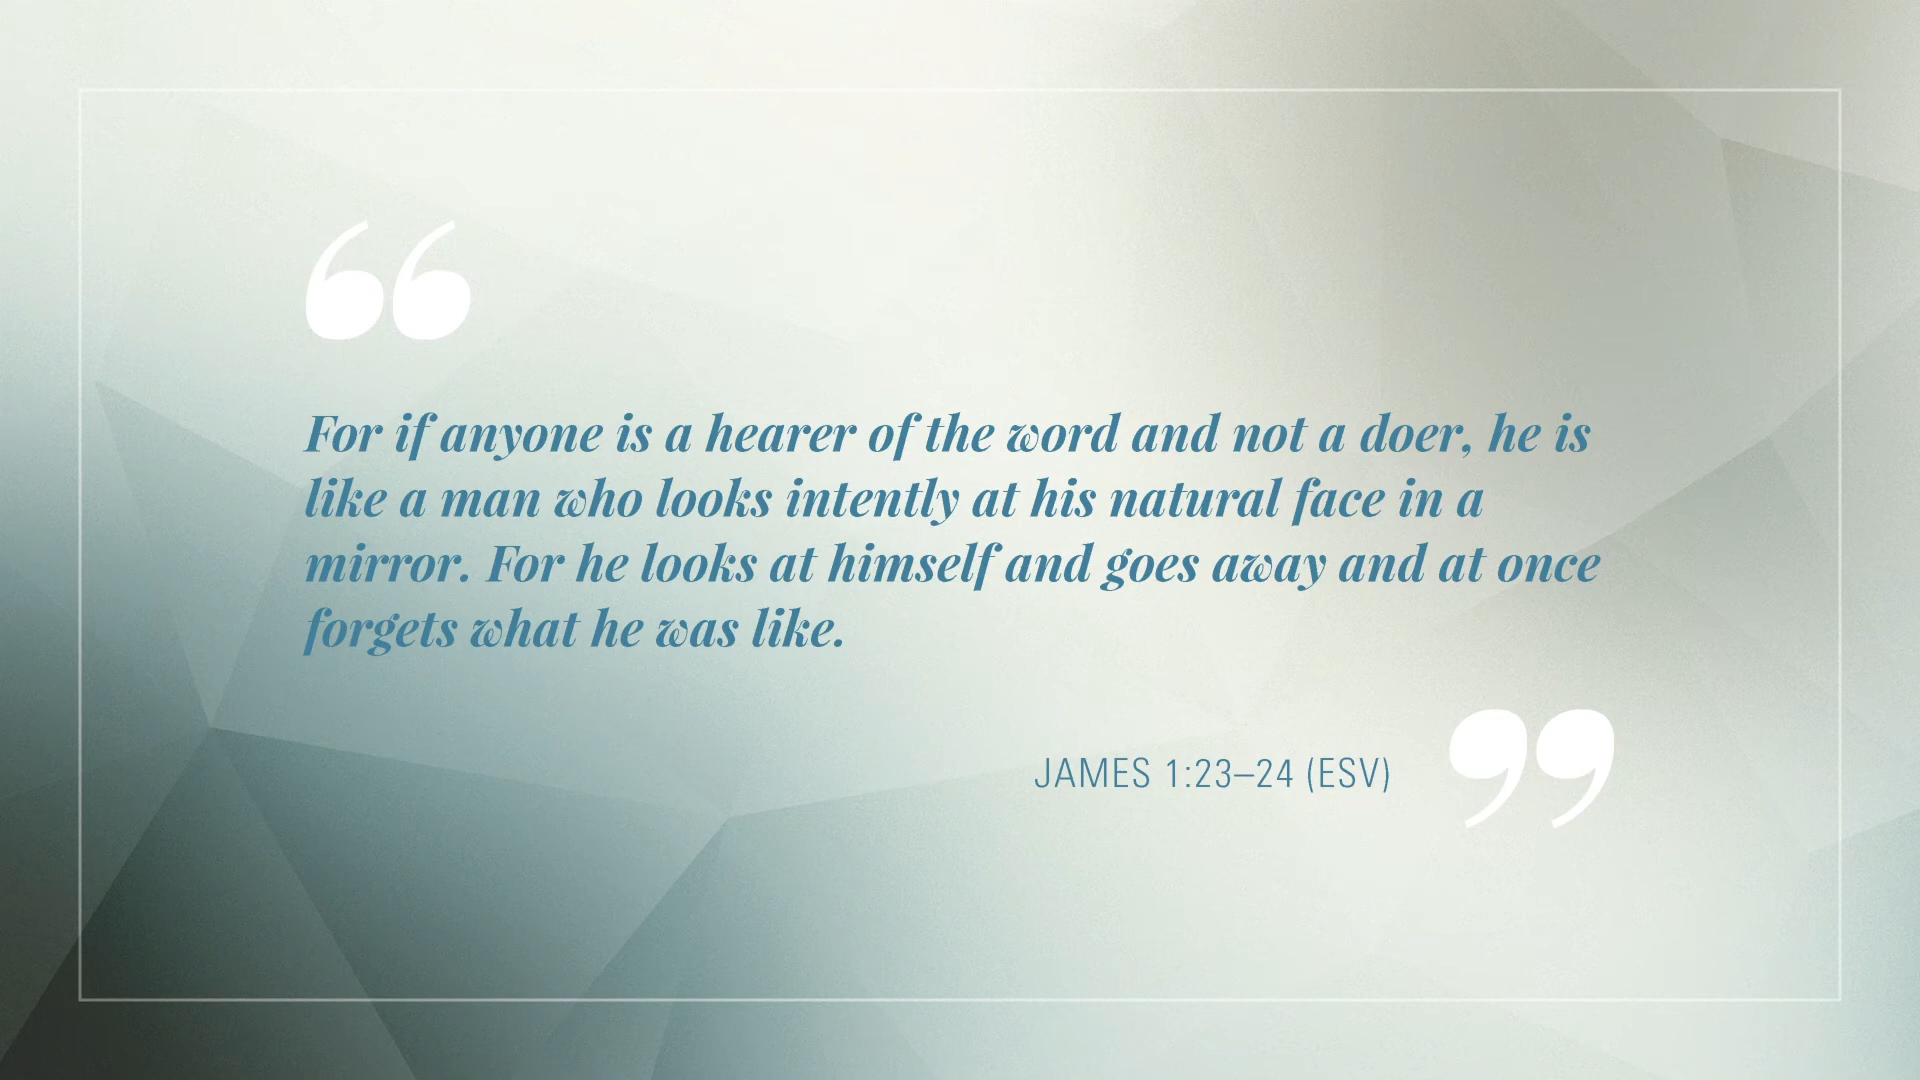 “
For if anyone is a hearer of the word and not a doer, he is
like a man who looks intently at his natural face in a
mirror. For he looks at himself and goes away and at once
forgets what he was like.
JAMES 1:23–24 (ESV) ”